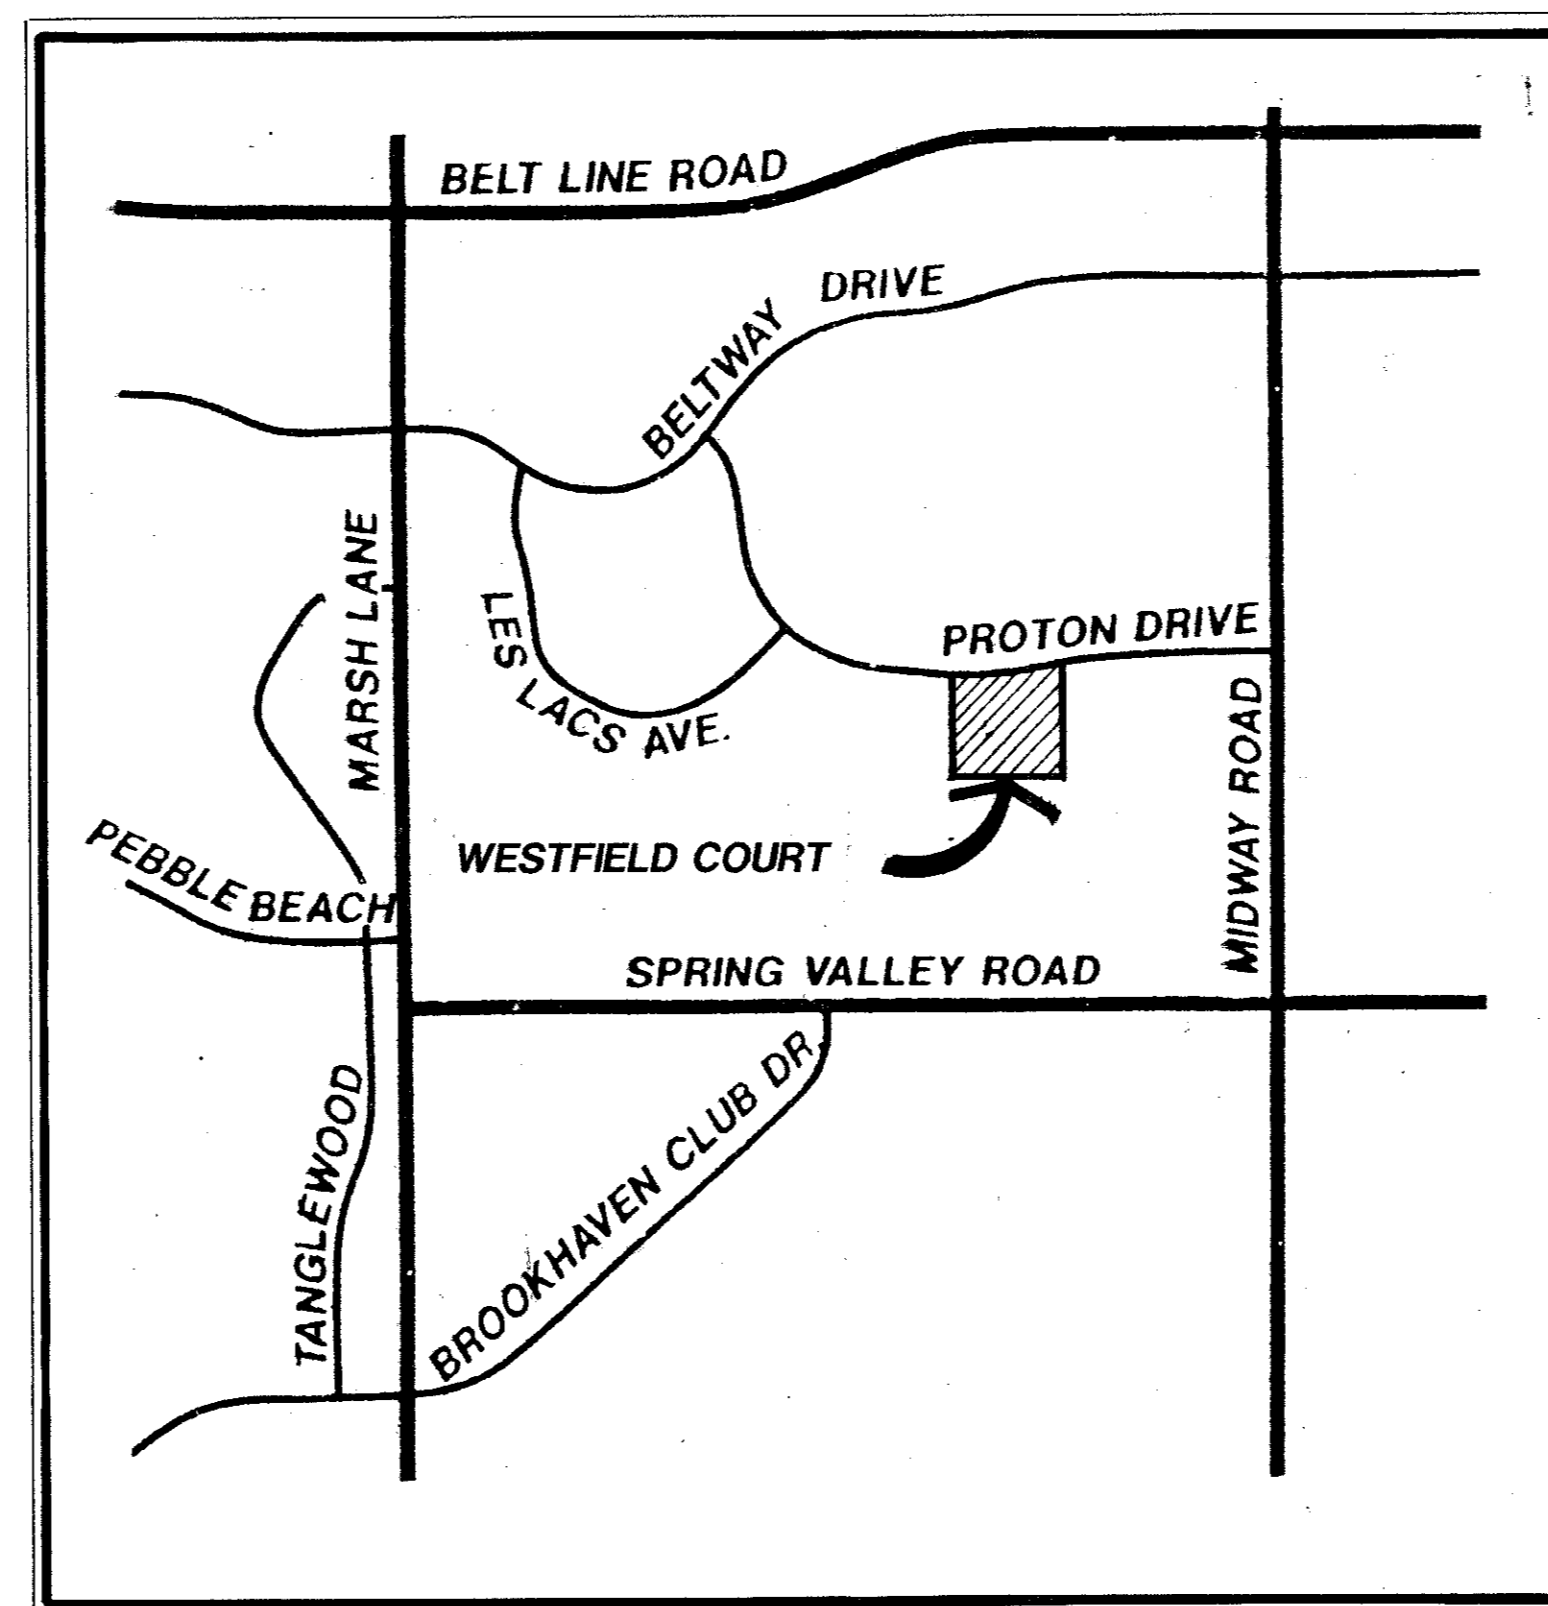 BELT LINE ROAD
BELTWAY DRIVE
MARSH LANE
LES LACS AVE.
PROTON DRIVE
MIDWAY ROAD
PEBBLE BEACH
WESTFIELD COURT
SPRING VALLEY ROAD
TANGLEWOOD
BROOKHAVEN CLUB DR.